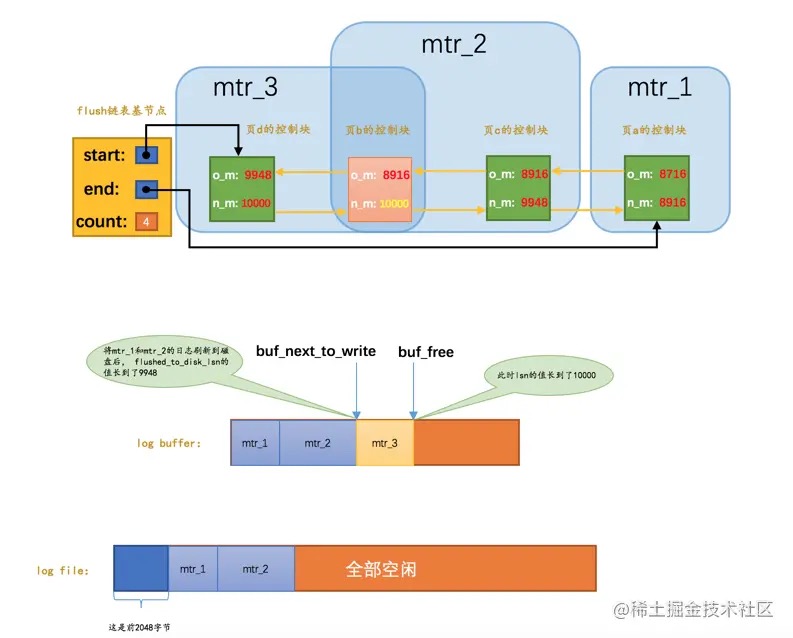 mtr_2
mtr_3
mtr_1
flush链表基节点
页d的控制块
页b的控制块
页c的控制块
页a的控制块
start:
end:
count: 4
o_m: 9948
n_m: 10000
o_m: 8916
n_m: 10000
o_m: 8916
n_m: 9948
o_m: 8716
n_m: 8916
将mtr_1和mtr_2的日志刷新到磁
盘后， flushed_to_disk_lsn的
值长到了9948
buf_next_to_write
buf_free
此时lsn的值长到了10000
log buffer:
mtr_1
mtr_2
mtr_3
log file:
mtr_1
mtr_2
全部空闲
这是前2048字节
@稀土掘金技术社区